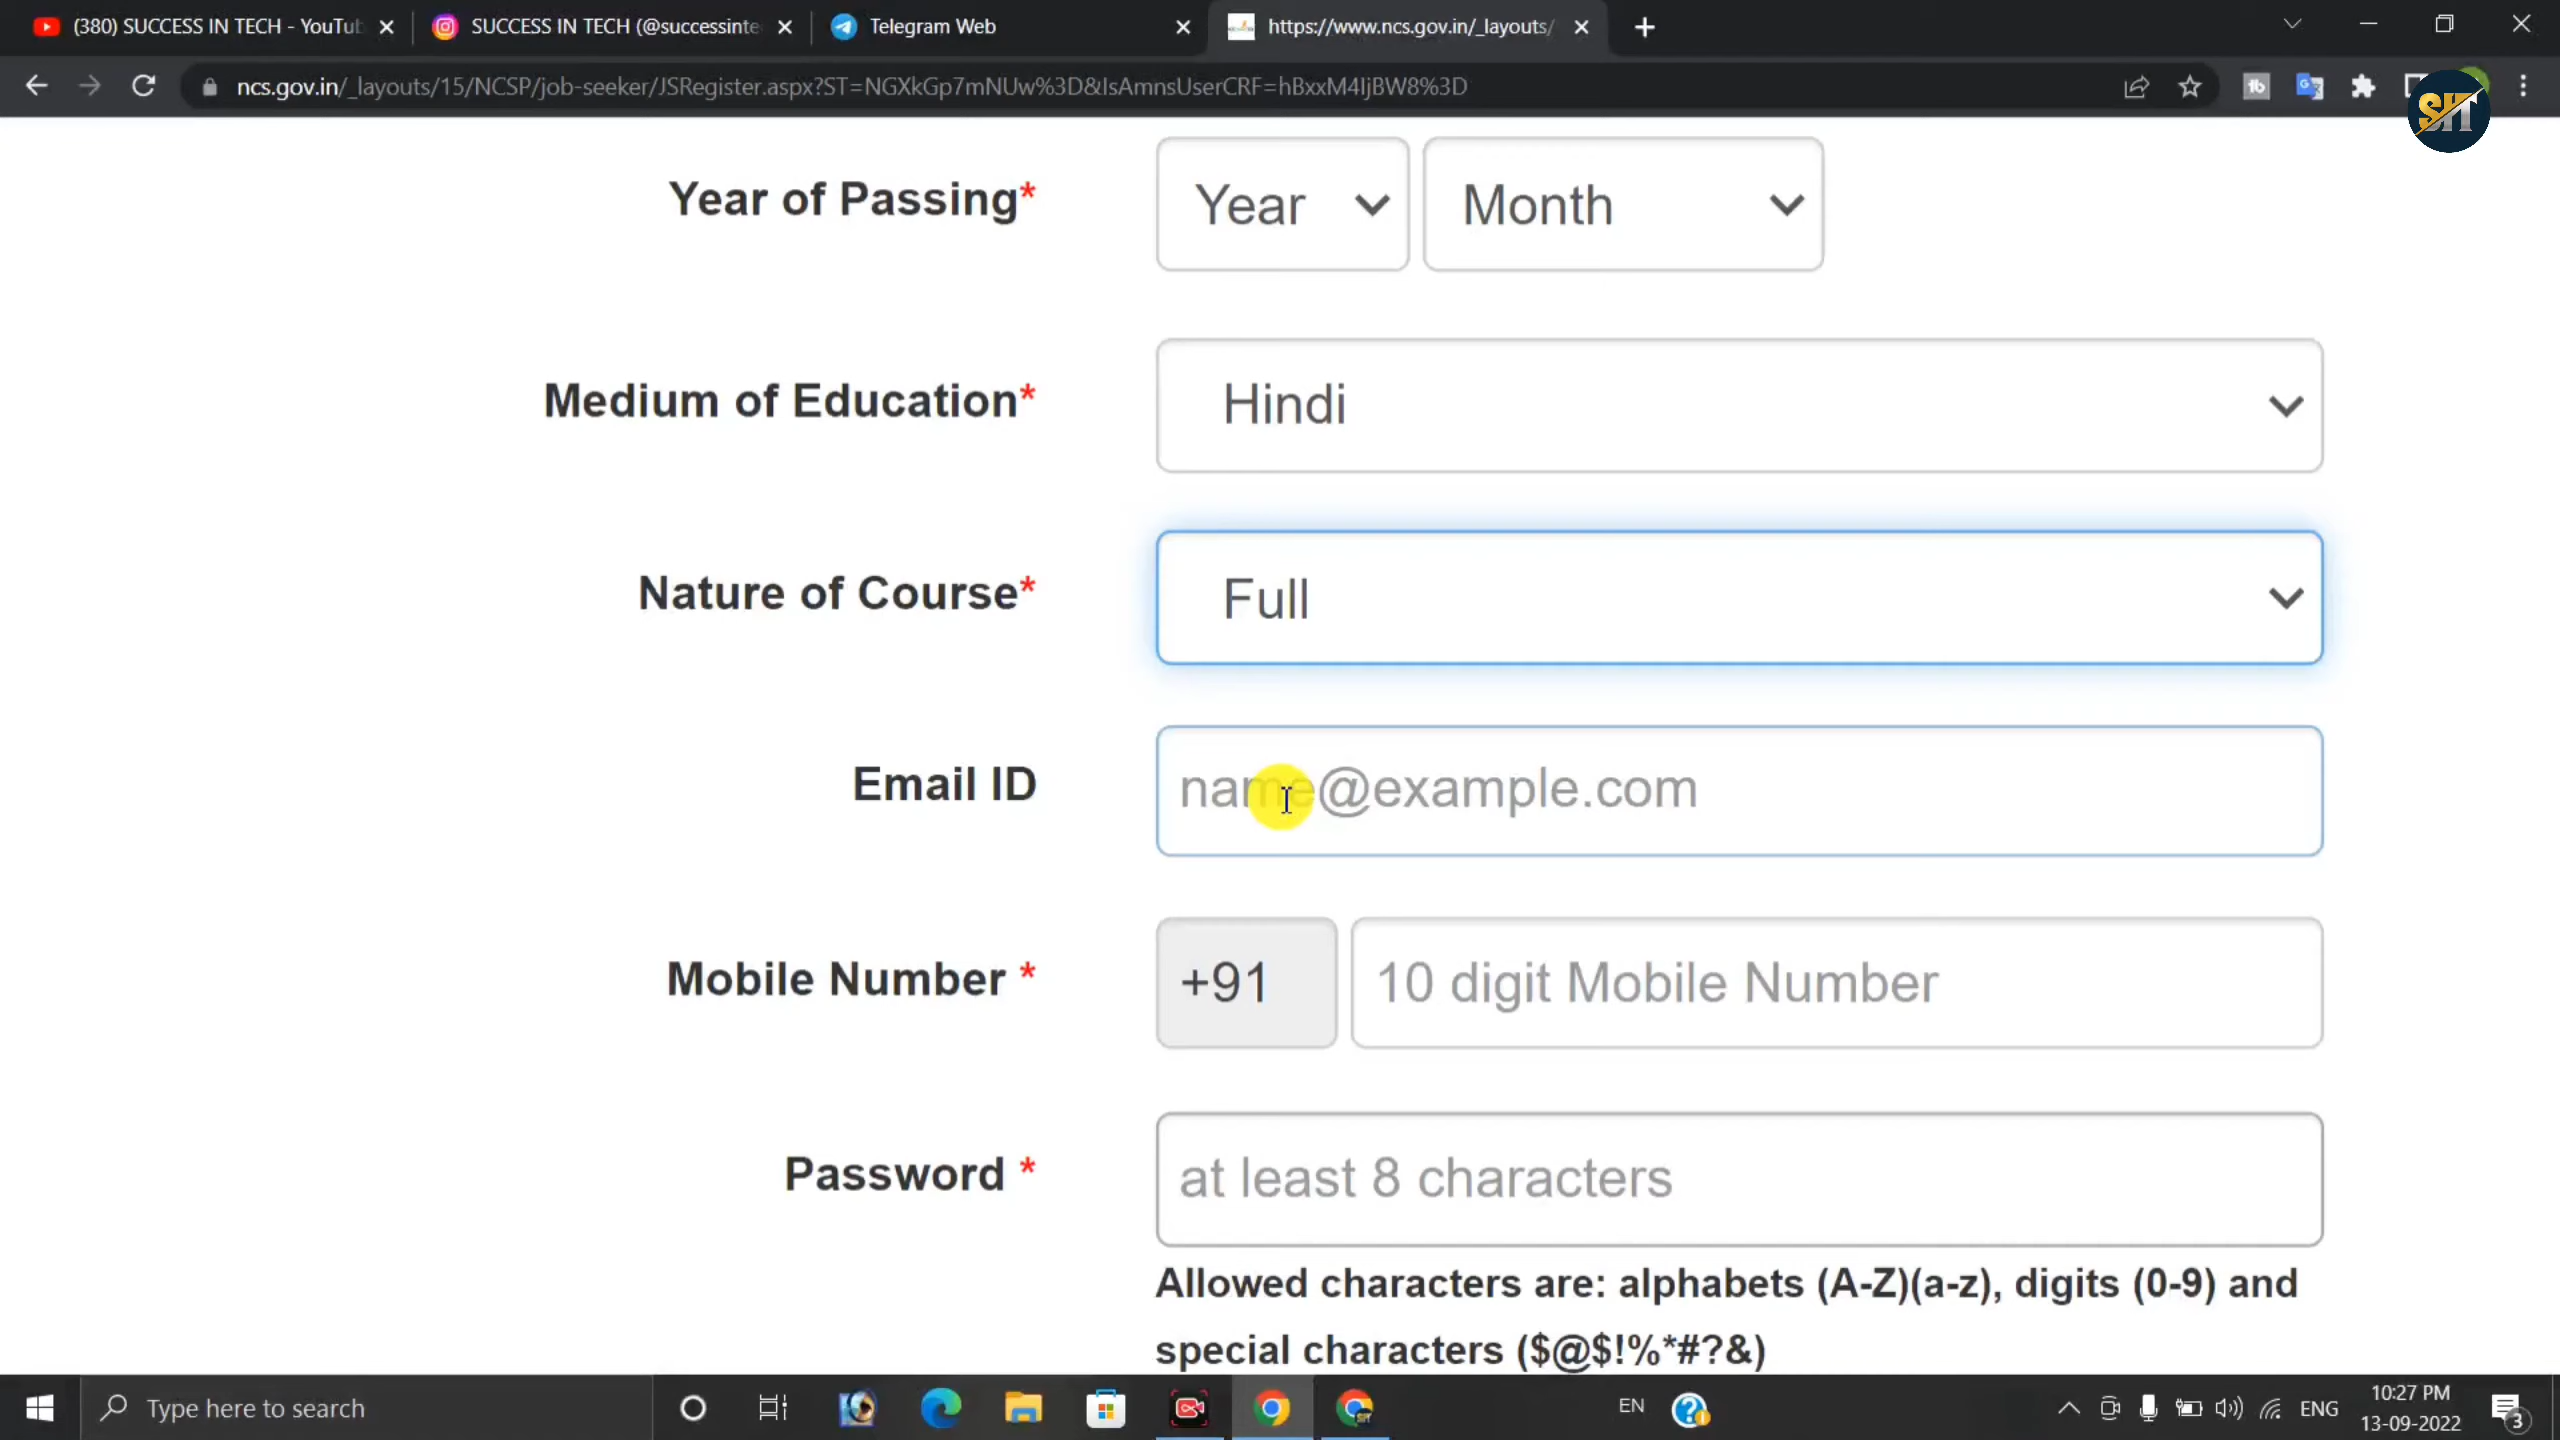 (380) SUCCESS IN TECH - YouTub
SUCCESS IN TECH (@successinte
Telegram Web
https://www.ncs.gov.in/_layouts/
ncs.gov.in/_layouts/15/NCSP/job-seeker/JSRegister.aspx?ST=NGXkGp7mNUw%3D&IsAmnsUserCRF=hBxxM4IjBW8%3D
SIT
Year of Passing* Year Month
Medium of Education* Hindi
Nature of Course* Full
Email ID name@example.com
Mobile Number * +91 10 digit Mobile Number
Password * at least 8 characters
Allowed characters are: alphabets (A-Z)(a-z), digits (0-9) and
special characters ($@$!%*#?&)
Type here to search
EN
ENG
10:27 PM
13-09-2022
3